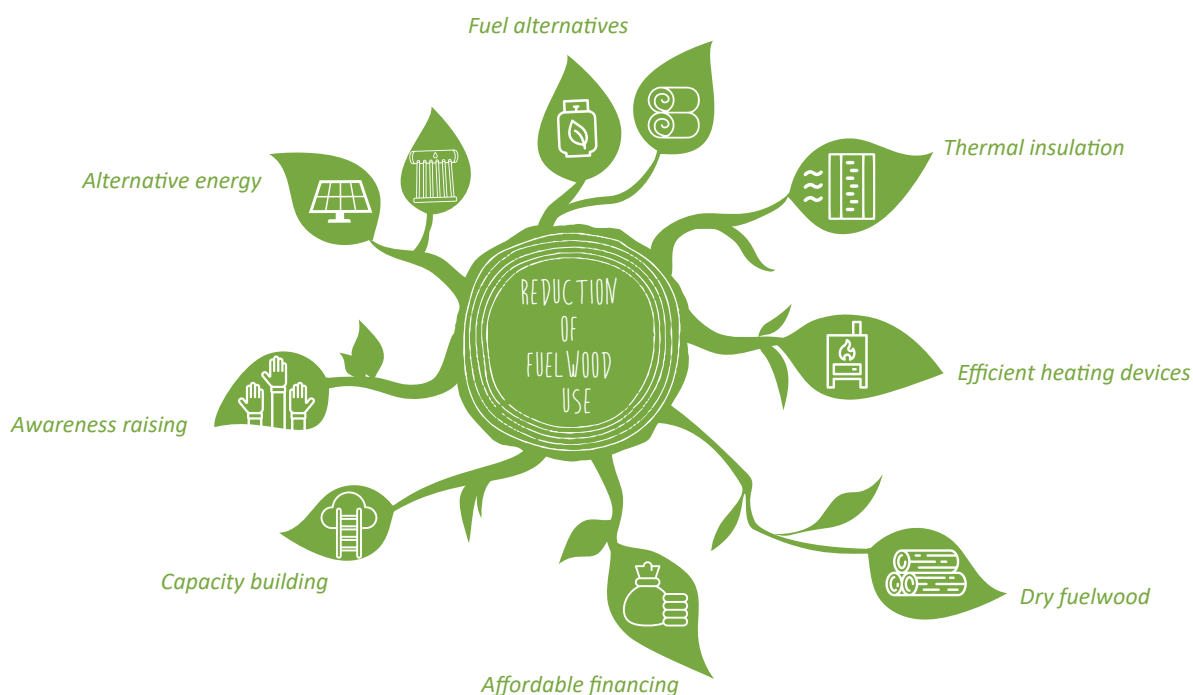 Fuel alternatives
Thermal insulation
Alternative energy
REDUCTION
OF
FUELWOOD
USE
Efficient heating devices
Awareness raising
Capacity building
Dry fuelwood
Affordable financing